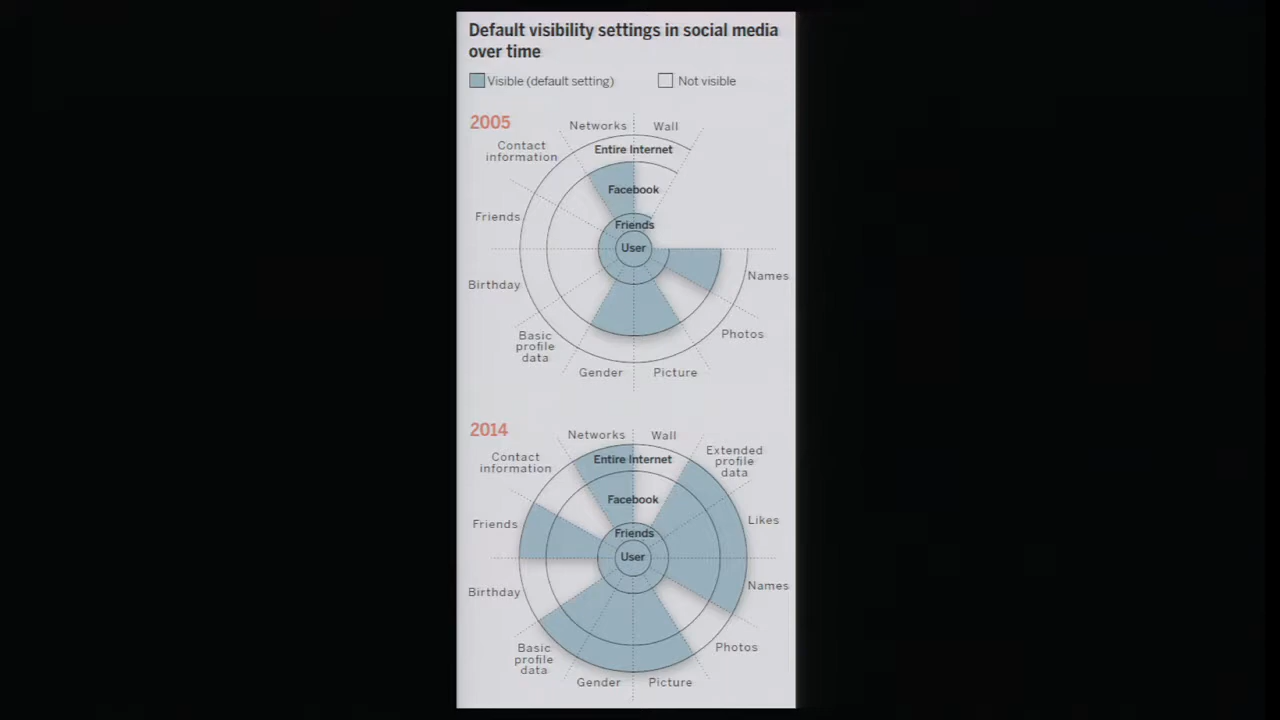 Default visibility settings in social media
over time
Visible (default setting)
Not visible
2005
Networks
Wall
Contact
information
Entire Internet
Facebook
Friends
Friends
User
Names
Birthday
Photos
Basic
profile
data
Gender
Picture
2014
Networks
Wall
Contact
information
Extended
profile
data
Entire Internet
Facebook
Friends
Likes
Friends
User
Names
Birthday
Photos
Basic
profile
data
Gender
Picture